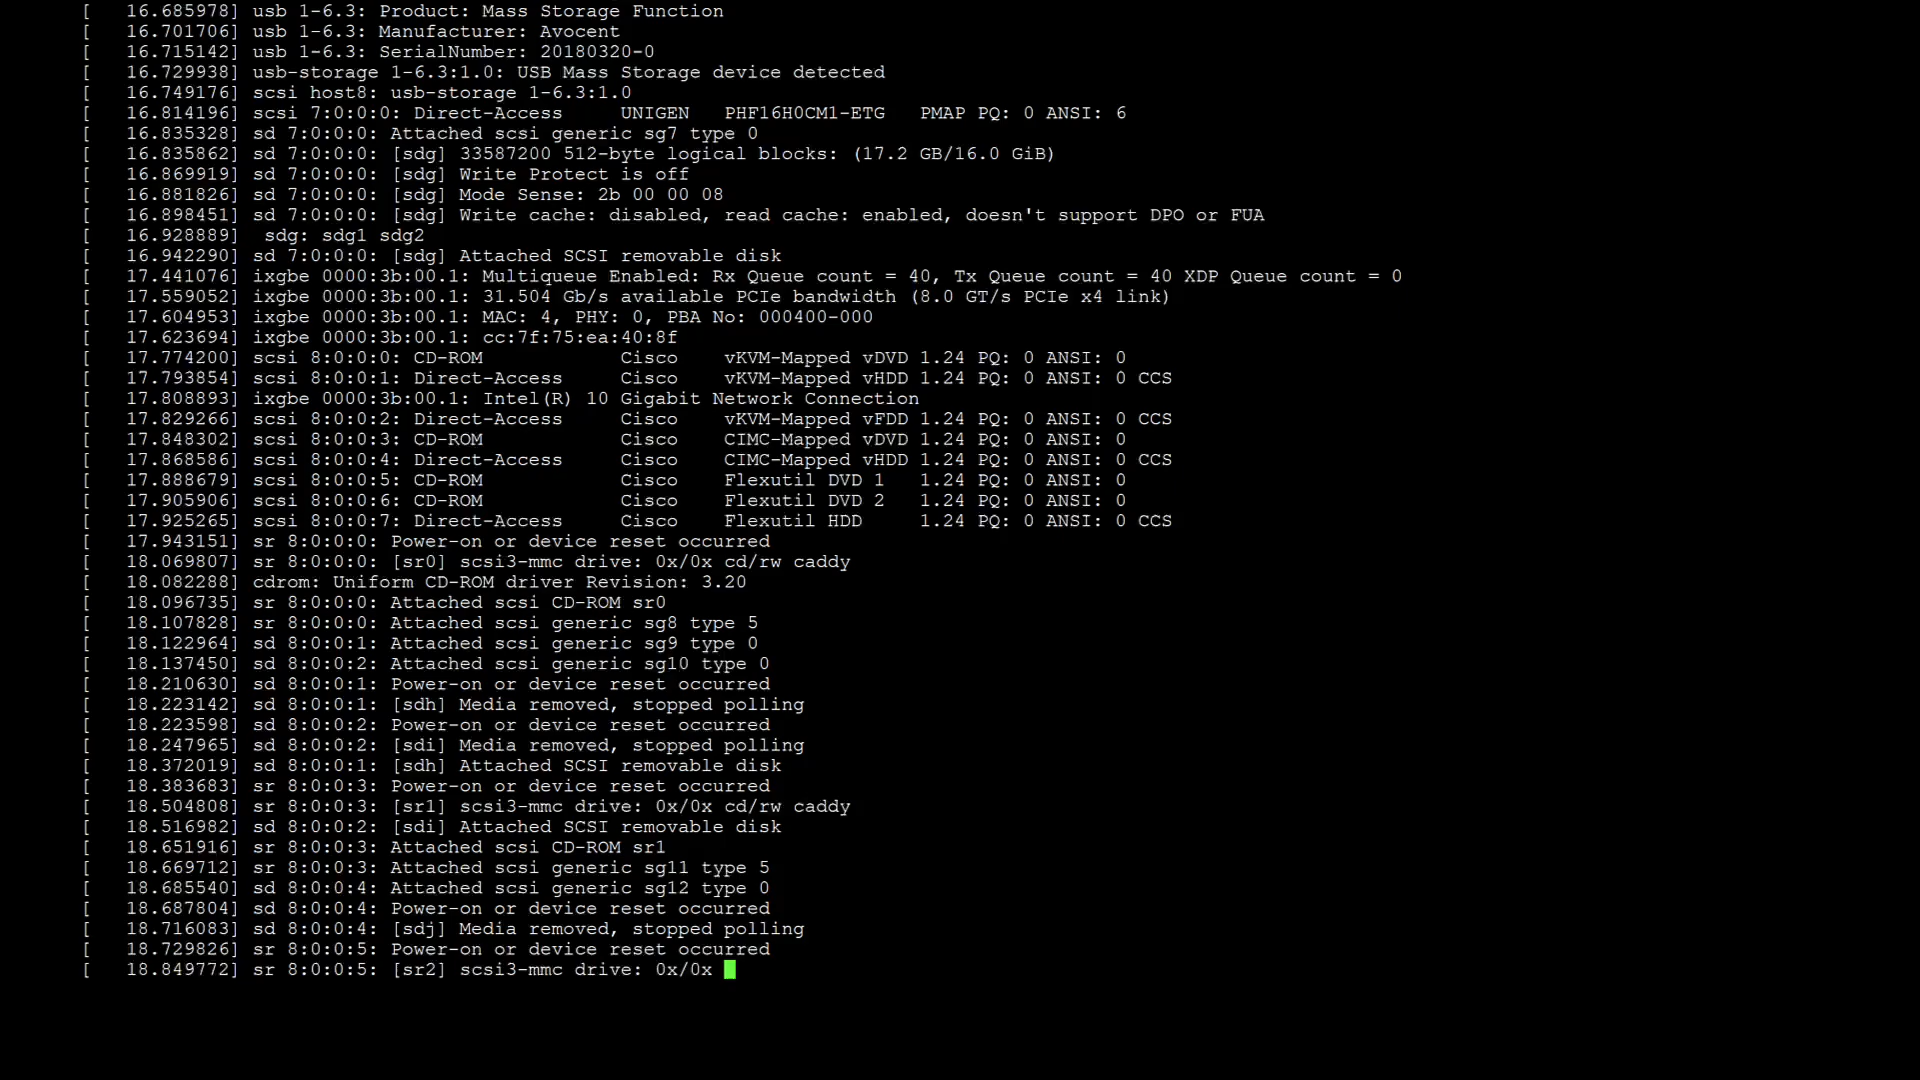 [   16.685978] usb 1-6.3: Product: Mass Storage Function
[   16.701706] usb 1-6.3: Manufacturer: Avocent
[   16.715142] usb 1-6.3: SerialNumber: 20180320-0
[   16.729938] usb-storage 1-6.3:1.0: USB Mass Storage device detected
[   16.749176] scsi host8: usb-storage 1-6.3:1.0
[   16.814196] scsi 7:0:0:0: Direct-Access     UNIGEN   PHF16H0CM1-ETG   PMAP PQ: 0 ANSI: 6
[   16.835328] sd 7:0:0:0: Attached scsi generic sg7 type 0
[   16.835862] sd 7:0:0:0: [sdg] 33587200 512-byte logical blocks: (17.2 GB/16.0 GiB)
[   16.869919] sd 7:0:0:0: [sdg] Write Protect is off
[   16.881826] sd 7:0:0:0: [sdg] Mode Sense: 2b 00 00 08
[   16.898451] sd 7:0:0:0: [sdg] Write cache: disabled, read cache: enabled, doesn't support DPO or FUA
[   16.928889]  sdg: sdg1 sdg2
[   16.942290] sd 7:0:0:0: [sdg] Attached SCSI removable disk
[   17.441076] ixgbe 0000:3b:00.1: Multiqueue Enabled: Rx Queue count = 40, Tx Queue count = 40 XDP Queue count = 0
[   17.559052] ixgbe 0000:3b:00.1: 31.504 Gb/s available PCIe bandwidth (8.0 GT/s PCIe x4 link)
[   17.604953] ixgbe 0000:3b:00.1: MAC: 4, PHY: 0, PBA No: 000400-000
[   17.623694] ixgbe 0000:3b:00.1: cc:7f:75:ea:40:8f
[   17.774200] scsi 8:0:0:0: CD-ROM            Cisco    vKVM-Mapped vDVD 1.24 PQ: 0 ANSI: 0
[   17.793854] scsi 8:0:0:1: Direct-Access     Cisco    vKVM-Mapped vHDD 1.24 PQ: 0 ANSI: 0 CCS
[   17.808893] ixgbe 0000:3b:00.1: Intel(R) 10 Gigabit Network Connection
[   17.829266] scsi 8:0:0:2: Direct-Access     Cisco    vKVM-Mapped vFDD 1.24 PQ: 0 ANSI: 0 CCS
[   17.848302] scsi 8:0:0:3: CD-ROM            Cisco    CIMC-Mapped vDVD 1.24 PQ: 0 ANSI: 0
[   17.868586] scsi 8:0:0:4: Direct-Access     Cisco    CIMC-Mapped vHDD 1.24 PQ: 0 ANSI: 0 CCS
[   17.888679] scsi 8:0:0:5: CD-ROM            Cisco    Flexutil DVD 1   1.24 PQ: 0 ANSI: 0
[   17.905906] scsi 8:0:0:6: CD-ROM            Cisco    Flexutil DVD 2   1.24 PQ: 0 ANSI: 0
[   17.925265] scsi 8:0:0:7: Direct-Access     Cisco    Flexutil HDD     1.24 PQ: 0 ANSI: 0 CCS
[   17.943151] sr 8:0:0:0: Power-on or device reset occurred
[   18.069807] sr 8:0:0:0: [sr0] scsi3-mmc drive: 0x/0x cd/rw caddy
[   18.082288] cdrom: Uniform CD-ROM driver Revision: 3.20
[   18.096735] sr 8:0:0:0: Attached scsi CD-ROM sr0
[   18.107828] sr 8:0:0:0: Attached scsi generic sg8 type 5
[   18.122964] sd 8:0:0:1: Attached scsi generic sg9 type 0
[   18.137450] sd 8:0:0:2: Attached scsi generic sg10 type 0
[   18.210630] sd 8:0:0:1: Power-on or device reset occurred
[   18.223142] sd 8:0:0:1: [sdh] Media removed, stopped polling
[   18.223598] sd 8:0:0:2: Power-on or device reset occurred
[   18.247965] sd 8:0:0:2: [sdi] Media removed, stopped polling
[   18.372019] sd 8:0:0:1: [sdh] Attached SCSI removable disk
[   18.383683] sr 8:0:0:3: Power-on or device reset occurred
[   18.504808] sr 8:0:0:3: [sr1] scsi3-mmc drive: 0x/0x cd/rw caddy
[   18.516982] sd 8:0:0:2: [sdi] Attached SCSI removable disk
[   18.651916] sr 8:0:0:3: Attached scsi CD-ROM sr1
[   18.669712] sr 8:0:0:3: Attached scsi generic sg11 type 5
[   18.685540] sd 8:0:0:4: Attached scsi generic sg12 type 0
[   18.687804] sd 8:0:0:4: Power-on or device reset occurred
[   18.716083] sd 8:0:0:4: [sdj] Media removed, stopped polling
[   18.729826] sr 8:0:0:5: Power-on or device reset occurred
[   18.849772] sr 8:0:0:5: [sr2] scsi3-mmc drive: 0x/0x